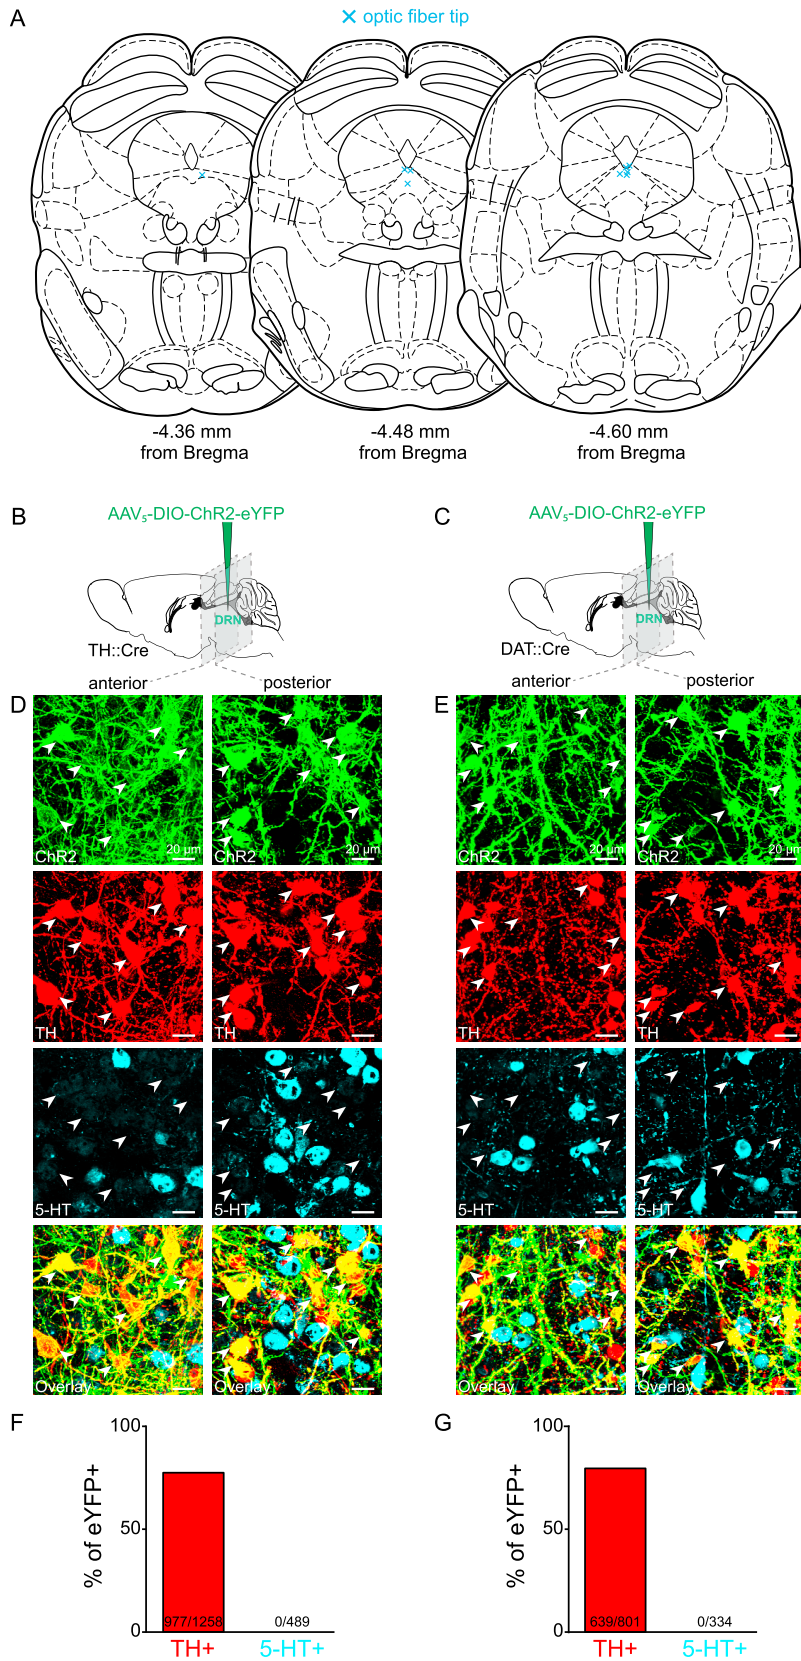 A
✕ optic fiber tip
-4.36 mm
from Bregma
-4.48 mm
from Bregma
-4.60 mm
from Bregma
B
AAV₅-DIO-ChR2-eYFP
DRN
TH::Cre
anterior
posterior
C
AAV₅-DIO-ChR2-eYFP
DRN
DAT::Cre
anterior
posterior
D
ChR2
20 µm
ChR2
20 µm
TH
TH
5-HT
5-HT
Overlay
Overlay
E
ChR2
20 µm
ChR2
20 µm
TH
TH
5-HT
5-HT
Overlay
Overlay
F
% of eYFP+
100
50
0
977/1258
0/489
TH+
5-HT+
G
% of eYFP+
100
50
0
639/801
0/334
TH+
5-HT+